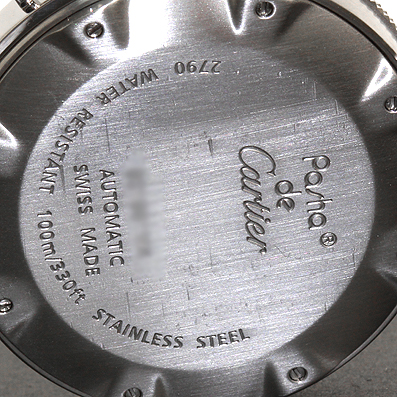 Pasha®
de
Cartier
AUTOMATIC
SWISS MADE
2790 WATER RESISTANT 100m/330ft STAINLESS STEEL